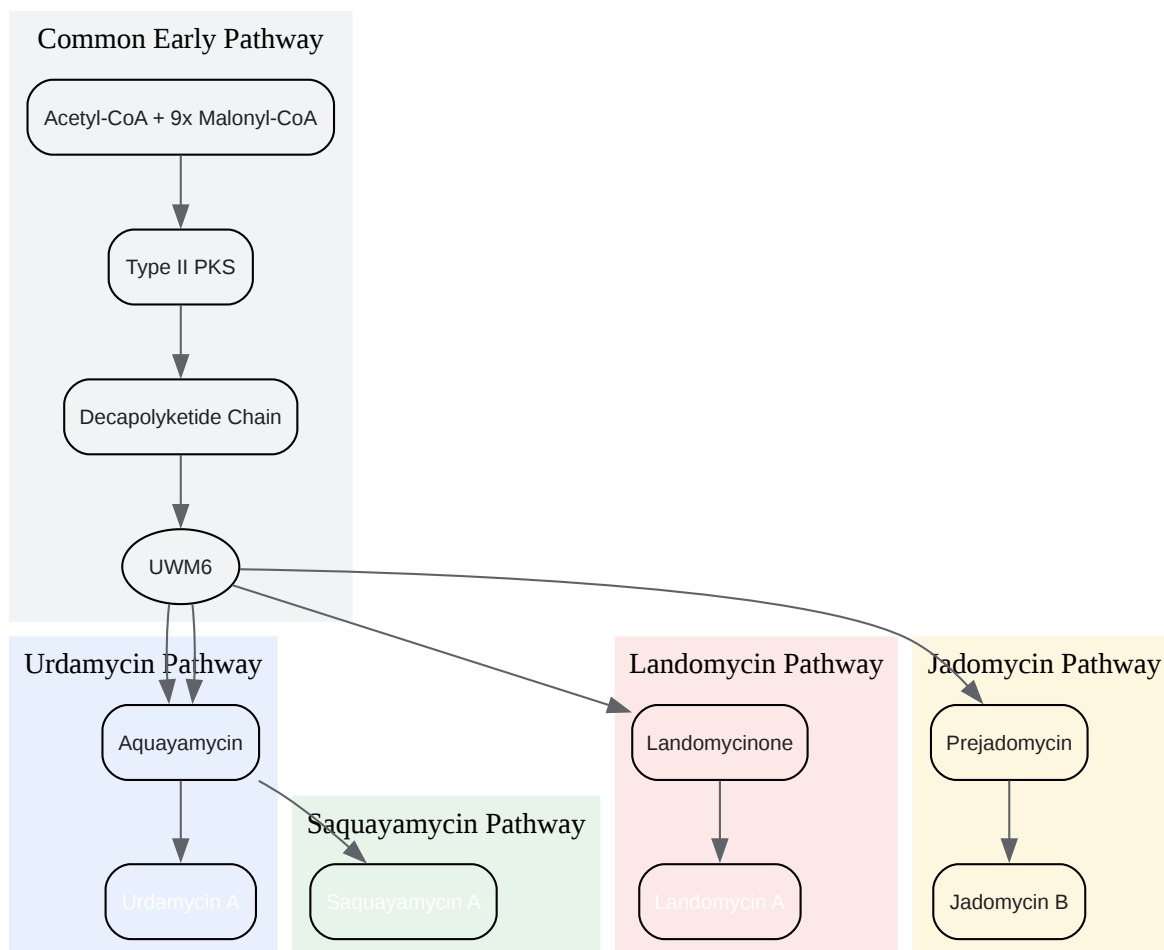 Common Early Pathway
Acetyl-CoA + 9x Malonyl-CoA
Type II PKS
Decapolyketide Chain
UWM6
Urdamycin Pathway
Landomycin Pathway
Jadomycin Pathway
Aquayamycin
Landomycinone
Prejadomycin
Saquayamycin Pathway
Urdamycin A
Saquayamycin A
Landomycin A
Jadomycin B